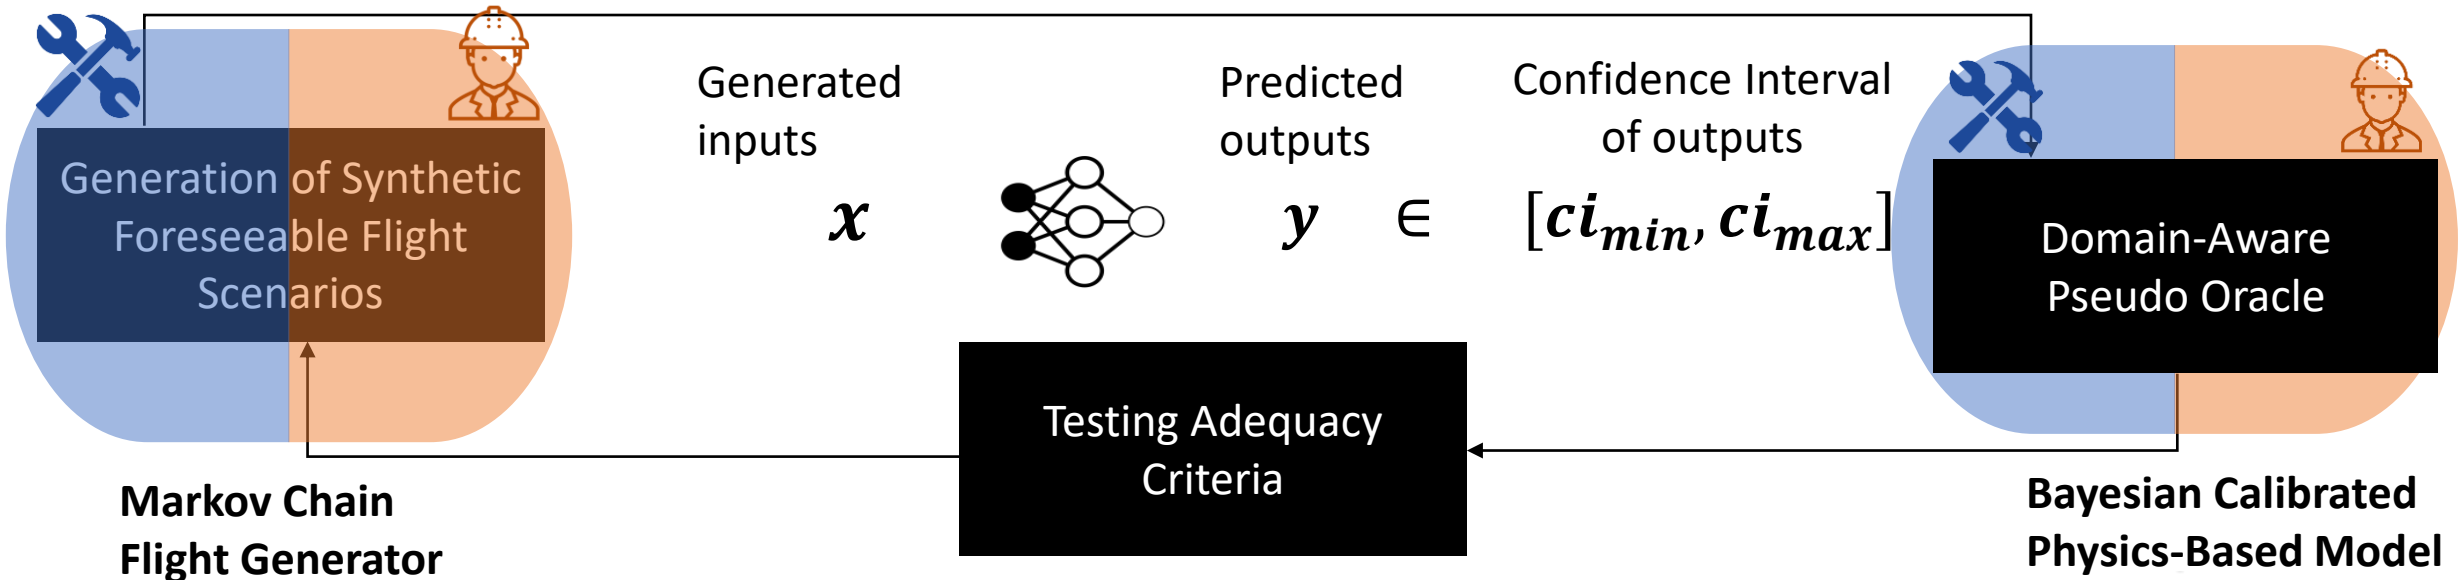 Generation of Synthetic
Foreseeable Flight
Scenarios
Markov Chain
Flight Generator
Generated
inputs
x
Predicted
outputs
y ∈
Confidence Interval
of outputs
[ci_min, ci_max]
Domain-Aware
Pseudo Oracle
Bayesian Calibrated
Physics-Based Model
Testing Adequacy
Criteria